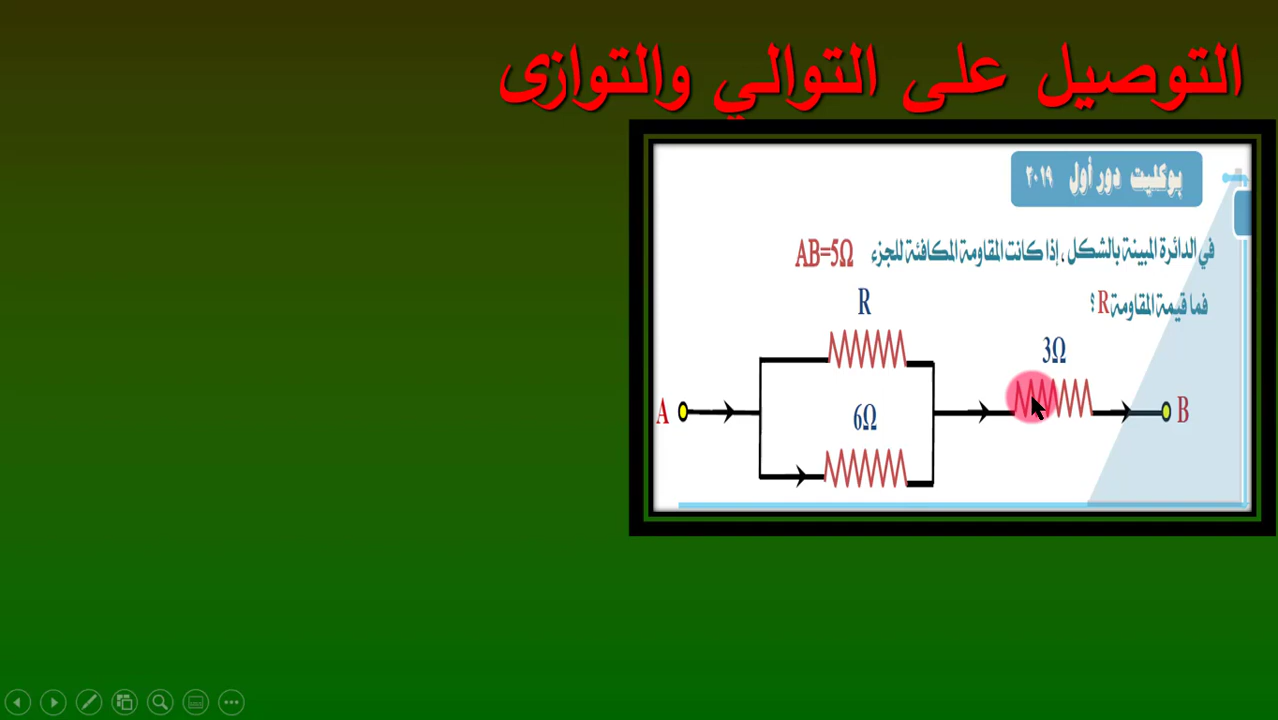 التوصيل على التوالي والتوازى
بوكليت دور أول ٢٠١٩
في الدائرة المبينة بالشكل ، إذا كانت المقاومة المكافئة للجزء AB=5Ω
فما قيمة المقاومة R ؟
R
3Ω
A
6Ω
B